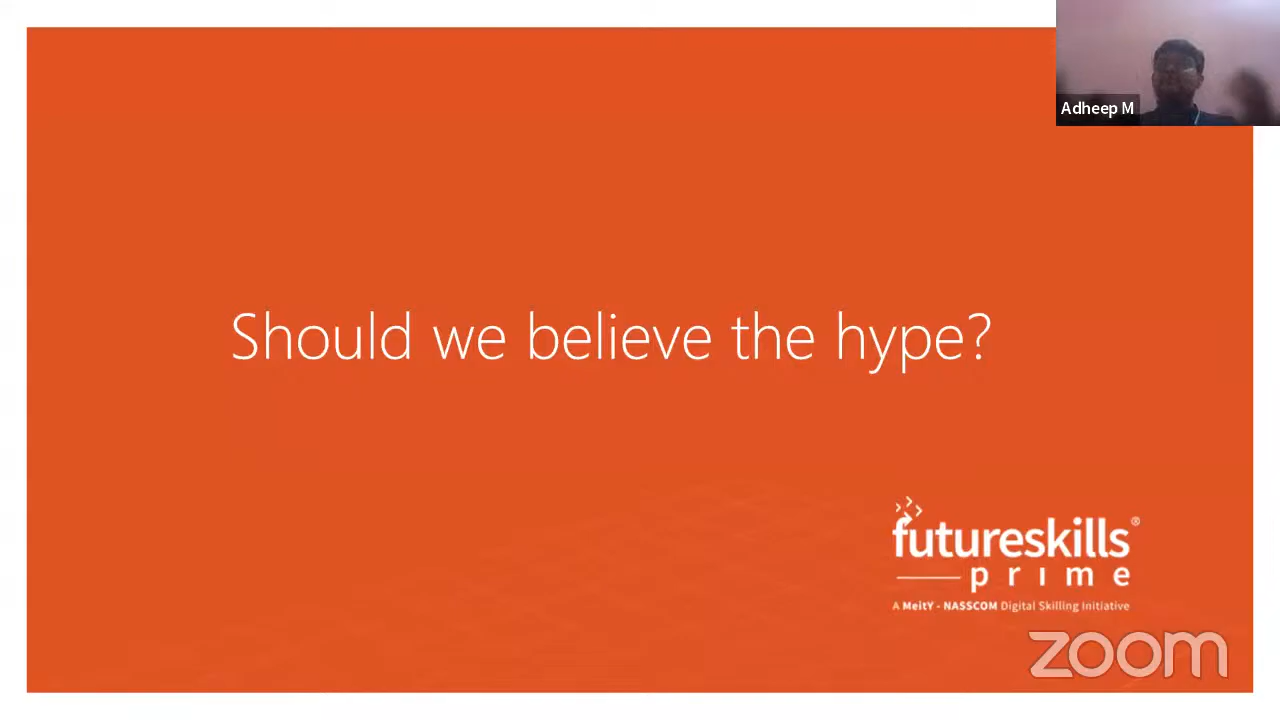 Adheep M
Should we believe the hype?
futureskills®
prime
A MeitY - NASSCOM Digital Skilling Initiative
zoom